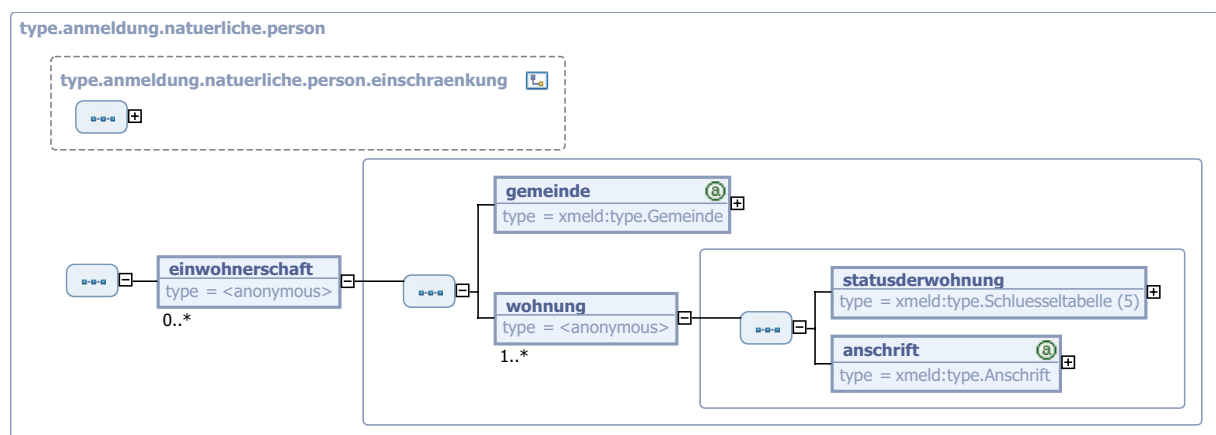 type.anmeldung.natuerliche.person
type.anmeldung.natuerliche.person.einschraenkung
gemeinde
type = xmeld:type.Gemeinde
einwohnerschaft
type = <anonymous>
0..*
wohnung
type = <anonymous>
1..*
statusderwohnung
type = xmeld:type.Schluesseltabelle (5)
anschrift
type = xmeld:type.Anschrift